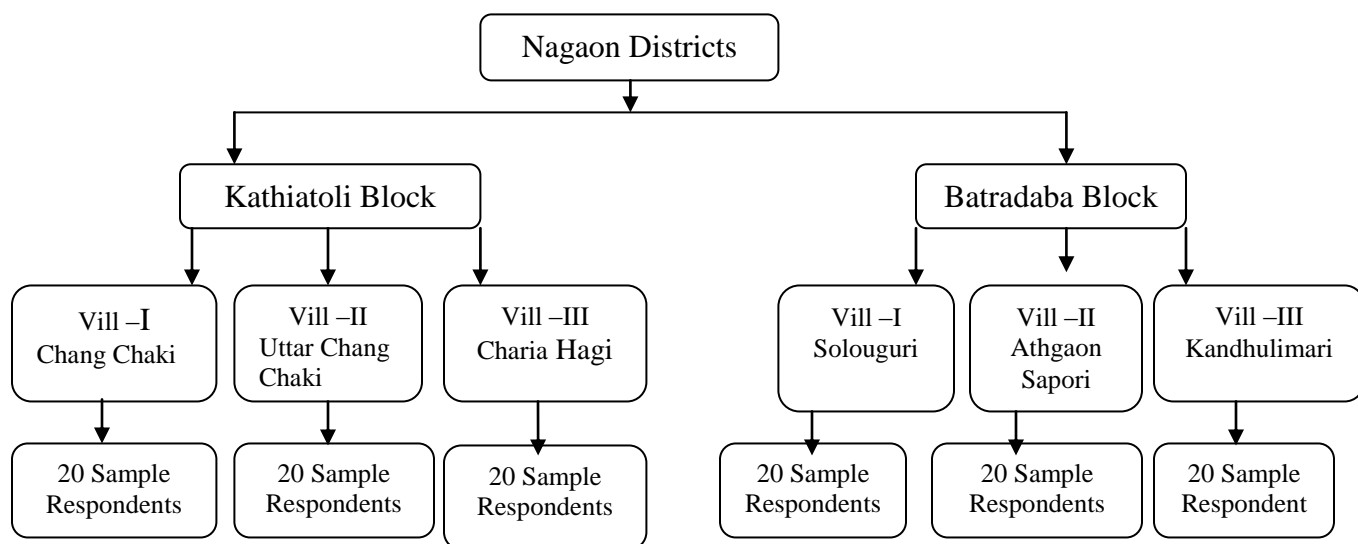 Nagaon Districts
Kathiatoli Block
Batradaba Block
Vill –I
Chang Chaki
Vill –II
Uttar Chang
Chaki
Vill –III
Charia Hagi
Vill –I
Solouguri
Vill –II
Athgaon
Sapori
Vill –III
Kandhulimari
20 Sample
Respondents
20 Sample
Respondents
20 Sample
Respondents
20 Sample
Respondents
20 Sample
Respondents
20 Sample
Respondent